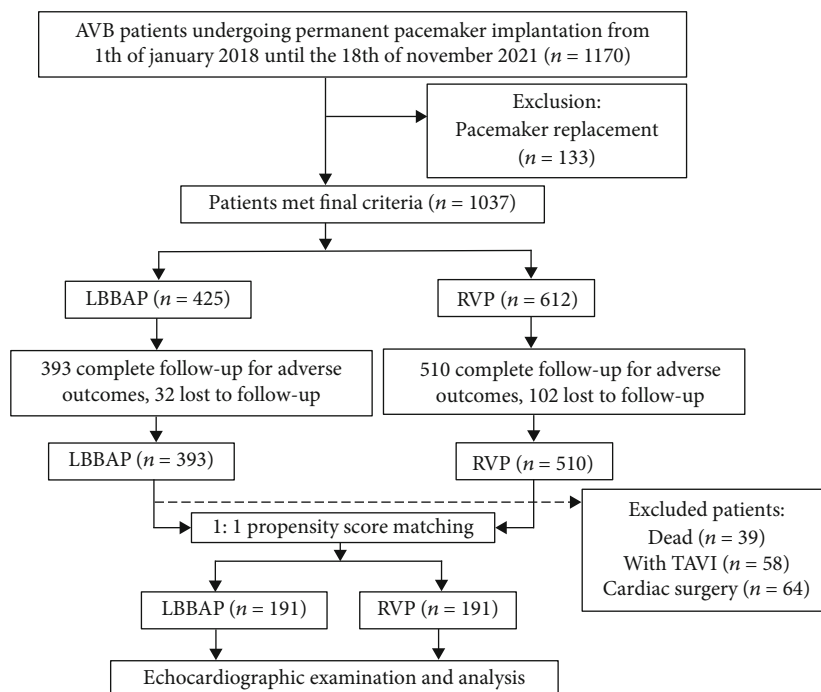 AVB patients undergoing permanent pacemaker implantation from
1th of january 2018 until the 18th of november 2021 (n = 1170)
Exclusion:
Pacemaker replacement
(n = 133)
Patients met final criteria (n = 1037)
LBBAP (n = 425)
RVP (n = 612)
393 complete follow-up for adverse
outcomes, 32 lost to follow-up
510 complete follow-up for adverse
outcomes, 102 lost to follow-up
LBBAP (n = 393)
RVP (n = 510)
Excluded patients:
Dead (n = 39)
With TAVI (n = 58)
Cardiac surgery (n = 64)
1: 1 propensity score matching
LBBAP (n = 191)
RVP (n = 191)
Echocardiographic examination and analysis